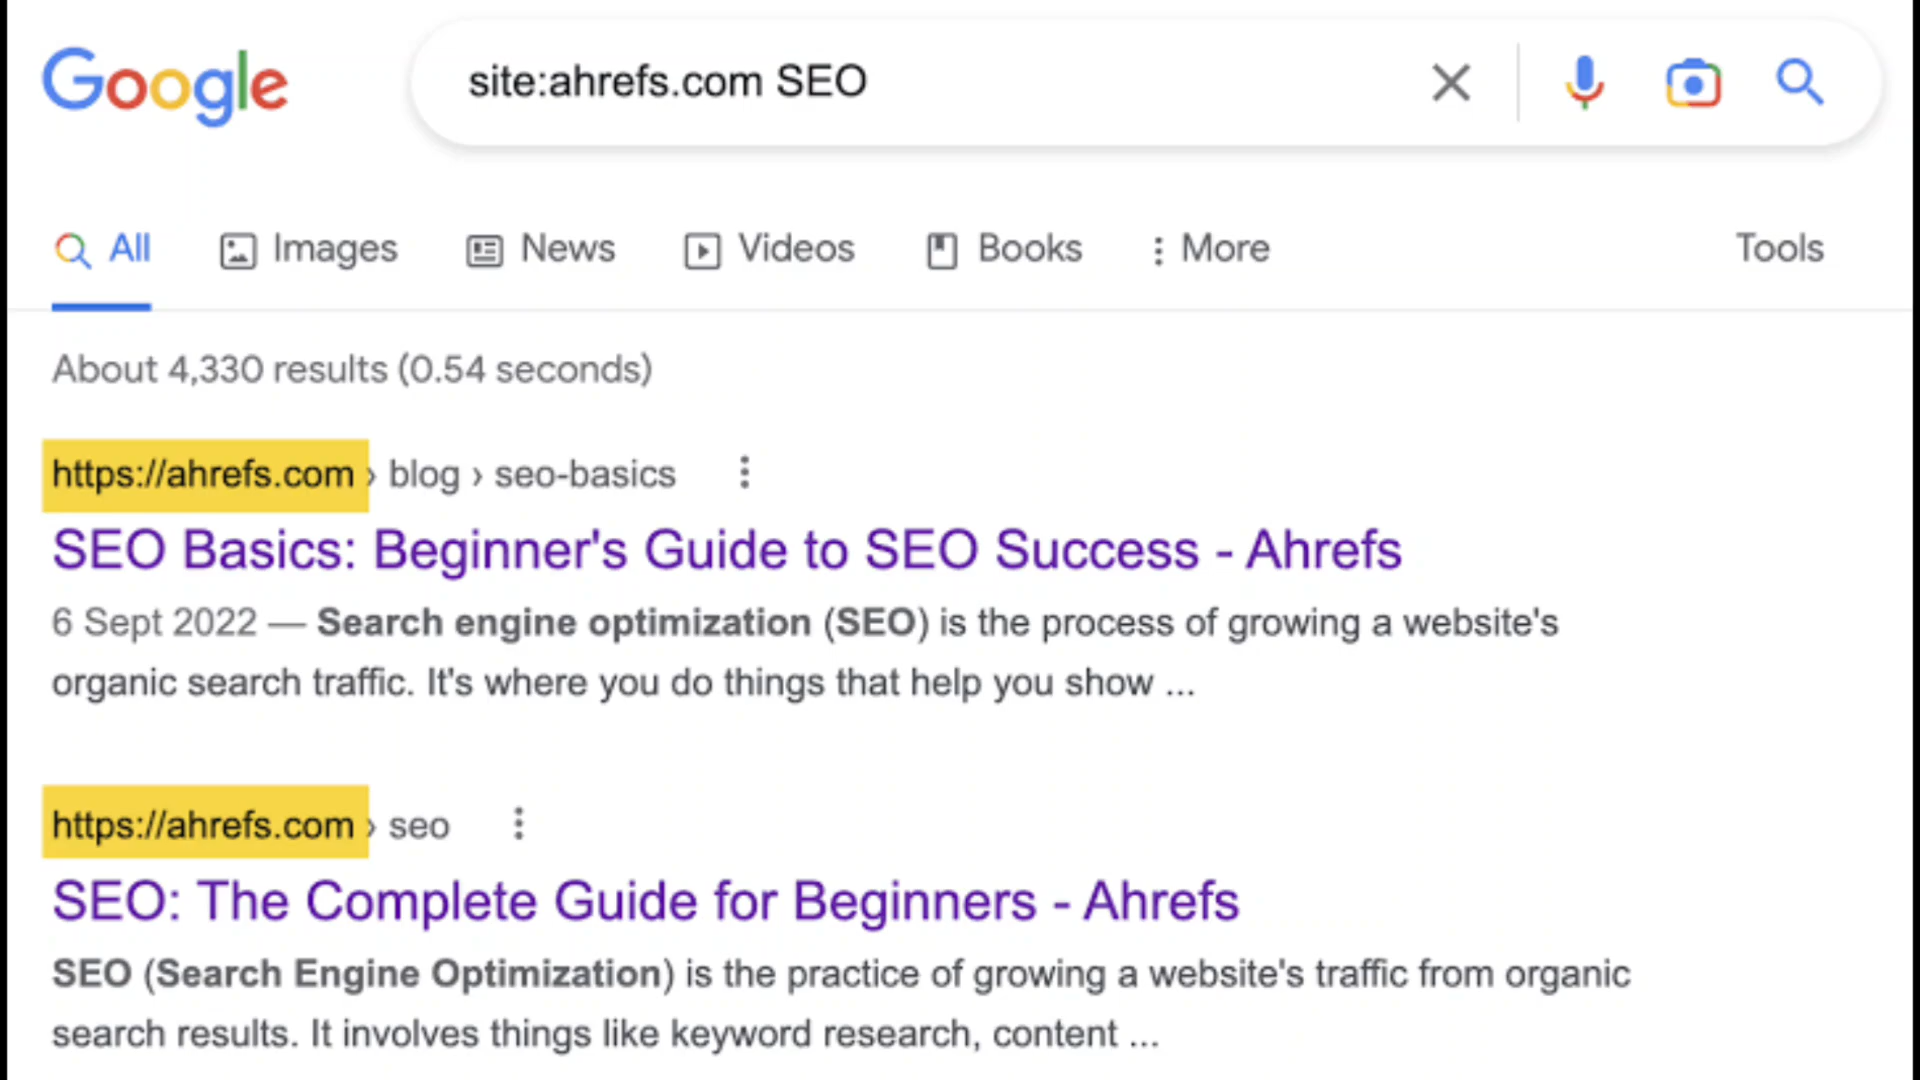 Google
site:ahrefs.com SEO
All Images News Videos Books More Tools
About 4,330 results (0.54 seconds)
https://ahrefs.com › blog › seo-basics
SEO Basics: Beginner's Guide to SEO Success - Ahrefs
6 Sept 2022 — Search engine optimization (SEO) is the process of growing a website's
organic search traffic. It's where you do things that help you show ...
https://ahrefs.com › seo
SEO: The Complete Guide for Beginners - Ahrefs
SEO (Search Engine Optimization) is the practice of growing a website's traffic from organic
search results. It involves things like keyword research, content ...